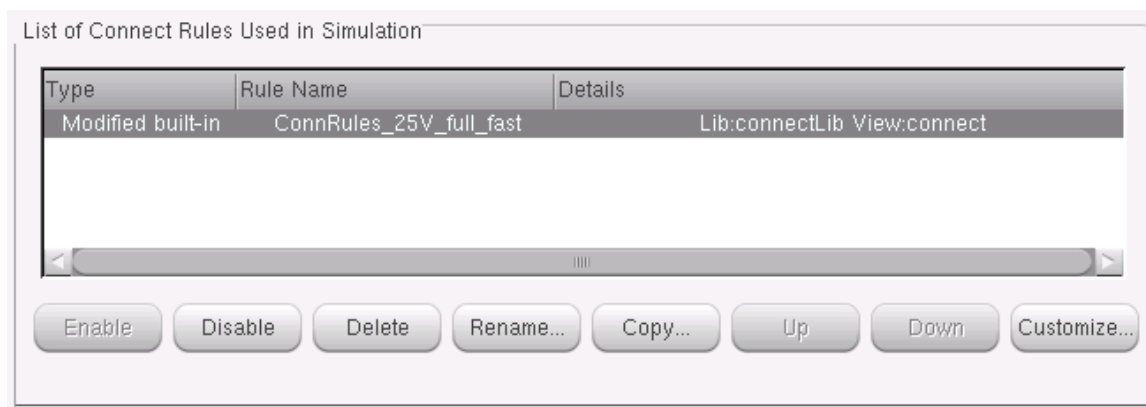 List of Connect Rules Used in Simulation
Type Rule Name Details
Modified built-in ConnRules_25V_full_fast Lib:connectLib View:connect
Enable Disable Delete Rename... Copy... Up Down Customize...